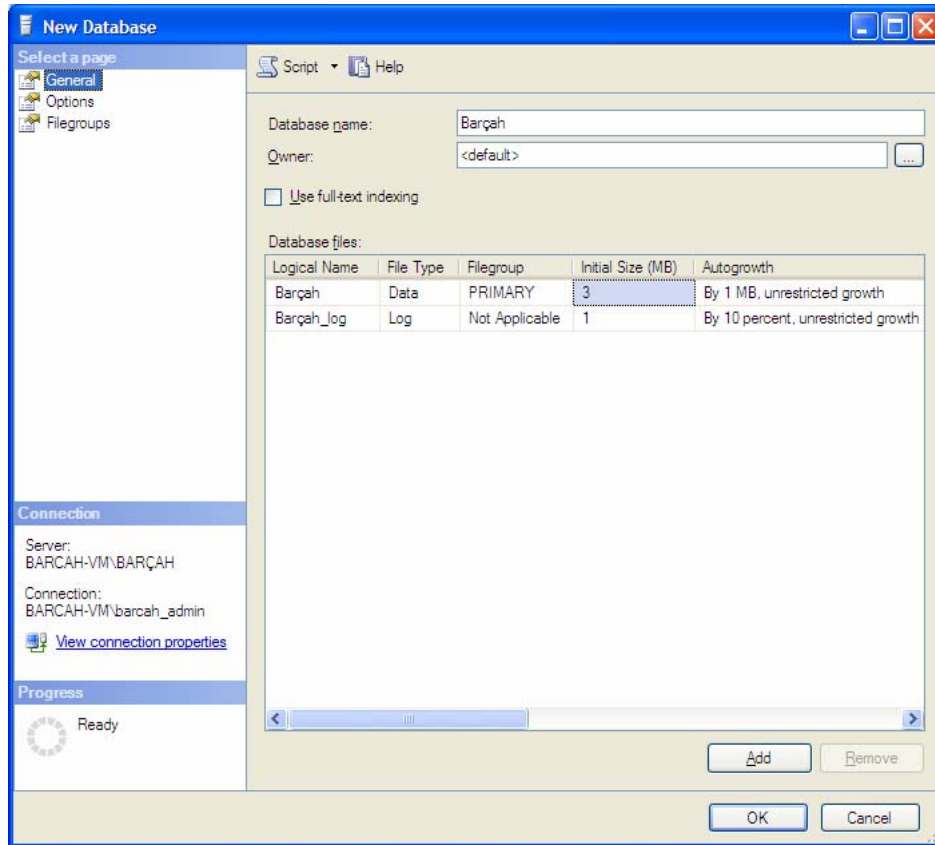 New Database
Select a page
General
Options
Filegroups
Script Help
Database name: Barçah
Owner: <default> ...
Use full-text indexing
Database files:
Logical Name File Type Filegroup Initial Size (MB) Autogrowth
Barçah Data PRIMARY 3 By 1 MB, unrestricted growth
Barçah_log Log Not Applicable 1 By 10 percent, unrestricted growth
Connection
Server:
BARCAH-VM\BARÇAH
Connection:
BARCAH-VM\barcah_admin
View connection properties
Progress
Ready
Add Remove
OK Cancel